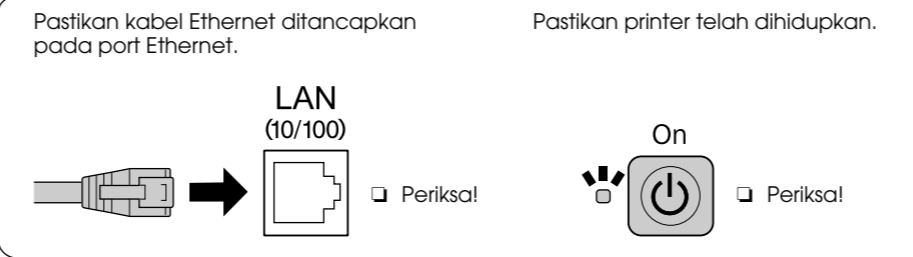 Pastikan kabel Ethernet ditancapkan
pada port Ethernet.
LAN
(10/100)
❏ Periksa!
Pastikan printer telah dihidupkan.
On
❏ Periksa!